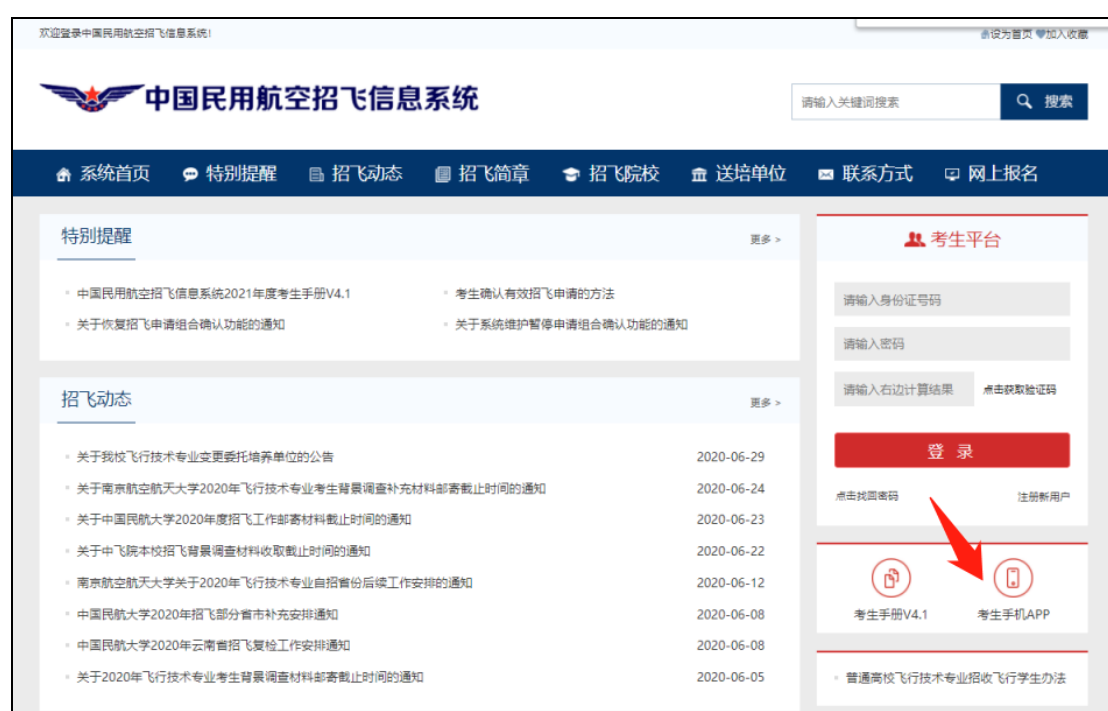 欢迎登录中国民用航空招飞信息系统!
设为首页 加入收藏
中国民用航空招飞信息系统
请输入关键词搜索
搜索
系统首页 特别提醒 招飞动态 招飞简章 招飞院校 送培单位 联系方式 网上报名
特别提醒
更多 >
中国民用航空招飞信息系统2021年度考生手册V4.1
考生确认有效招飞申请的方法
关于恢复招飞申请组合确认功能的通知
关于系统维护暂停申请组合确认功能的通知
招飞动态
更多 >
关于我校飞行技术专业变更委托培养单位的公告 2020-06-29
关于南京航空航天大学2020年飞行技术专业考生背景调查补充材料邮寄截止时间的通知 2020-06-24
关于中国民航大学2020年度招飞工作邮寄材料截止时间的通知 2020-06-23
关于中飞院本校招飞背景调查材料收取截止时间的通知 2020-06-22
南京航空航天大学关于2020年飞行技术专业自招省份后续工作安排的通知 2020-06-12
中国民航大学2020年招飞部分省市补充安排通知 2020-06-08
中国民航大学2020年云南省招飞复检工作安排通知 2020-06-08
关于2020年飞行技术专业考生背景调查材料邮寄截止时间的通知 2020-06-05
考生平台
请输入身份证号码
请输入密码
请输入右边计算结果 点击获取验证码
登 录
点击找回密码 注册新用户
考生手册V4.1 考生手机APP
普通高校飞行技术专业招收飞行学生办法